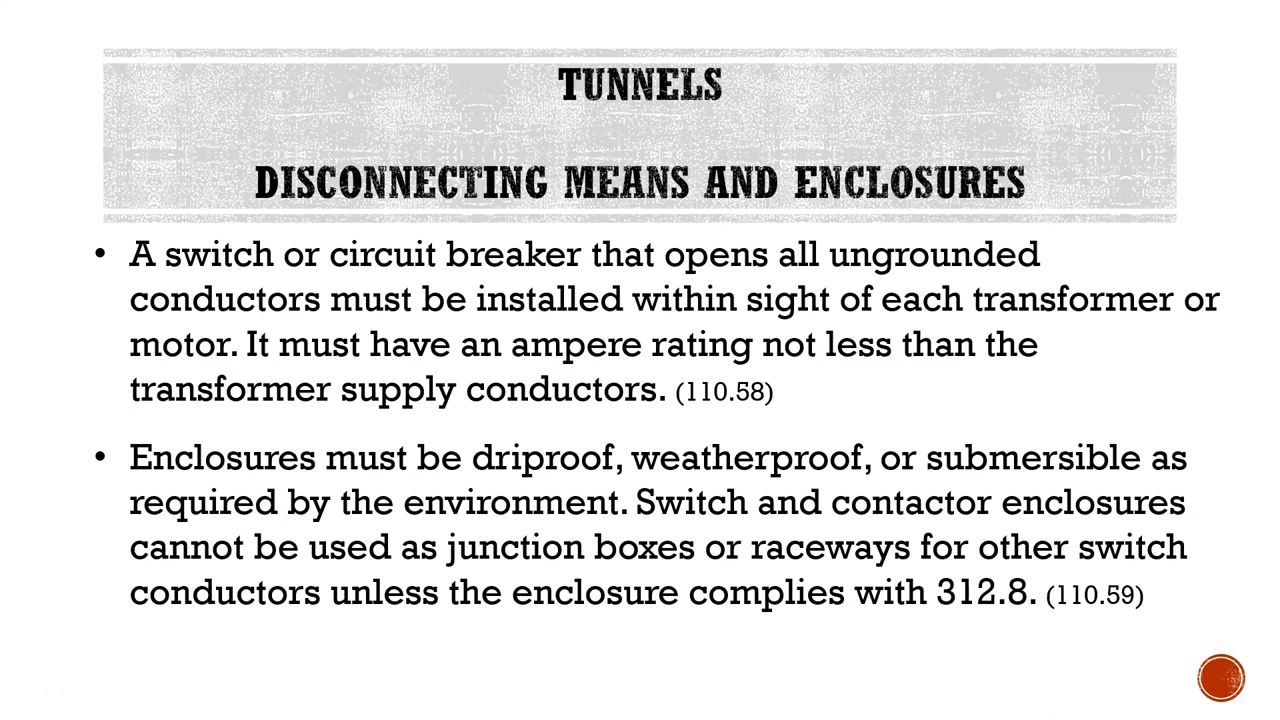 TUNNELS
DISCONNECTING MEANS AND ENCLOSURES
• A switch or circuit breaker that opens all ungrounded
conductors must be installed within sight of each transformer or
motor. It must have an ampere rating not less than the
transformer supply conductors. (110.58)
• Enclosures must be driproof, weatherproof, or submersible as
required by the environment. Switch and contactor enclosures
cannot be used as junction boxes or raceways for other switch
conductors unless the enclosure complies with 312.8. (110.59)